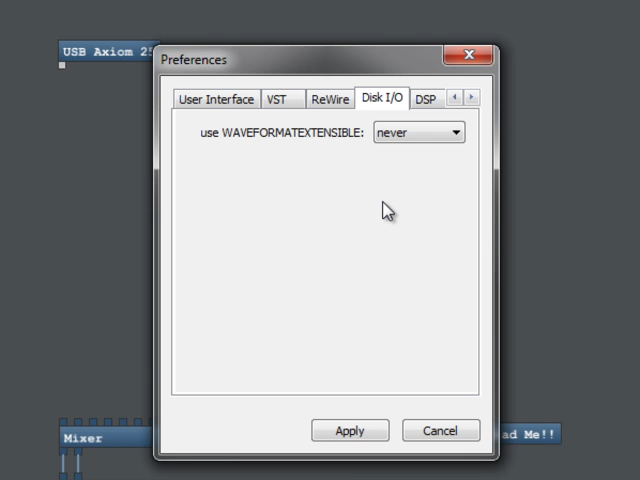 USB Axiom 25
Preferences
User Interface VST ReWire Disk I/O DSP
use WAVEFORMATEXTENSIBLE: never
Apply Cancel
Mixer
ad Me!!